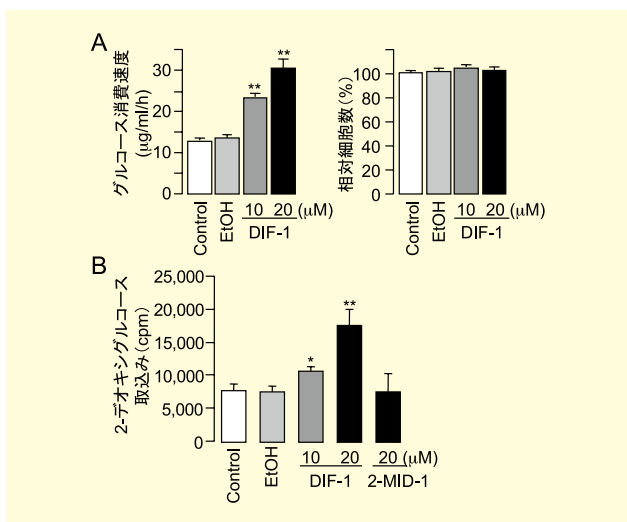 A
グルコース消費速度
(μg/ml/h)
30
20
10
0
Control
EtOH
10 20 (μM)
DIF-1
**
**
相対細胞数(%)
100
80
60
40
20
0
Control
EtOH
10 20 (μM)
DIF-1
B
2-デオキシグルコース
取込み(cpm)
25,000
20,000
15,000
10,000
5,000
0
*
**
Control
EtOH
10 20 20 (μM)
DIF-1 2-MID-1